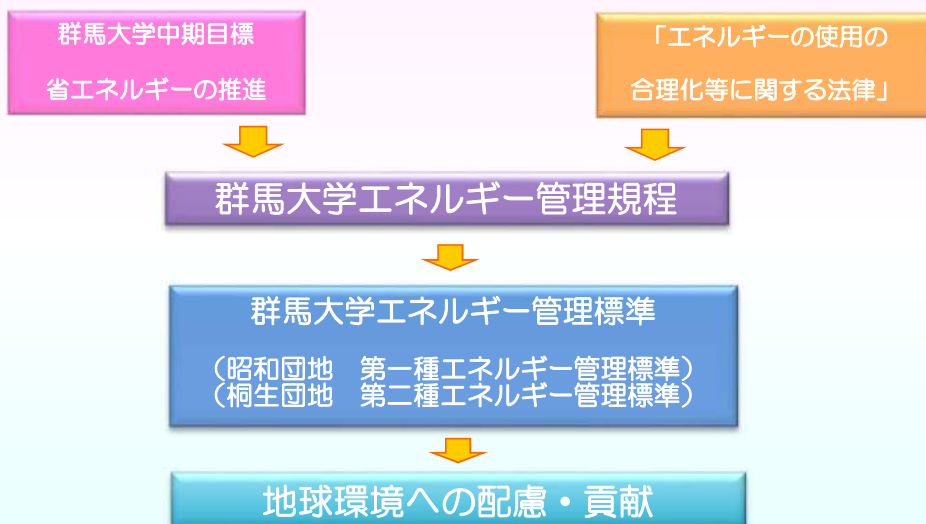 群馬大学中期目標
省エネルギーの推進
「エネルギーの使用の
合理化等に関する法律」
群馬大学エネルギー管理規程
群馬大学エネルギー管理標準
（昭和団地　第一種エネルギー管理標準）
（桐生団地　第二種エネルギー管理標準）
地球環境への配慮・貢献